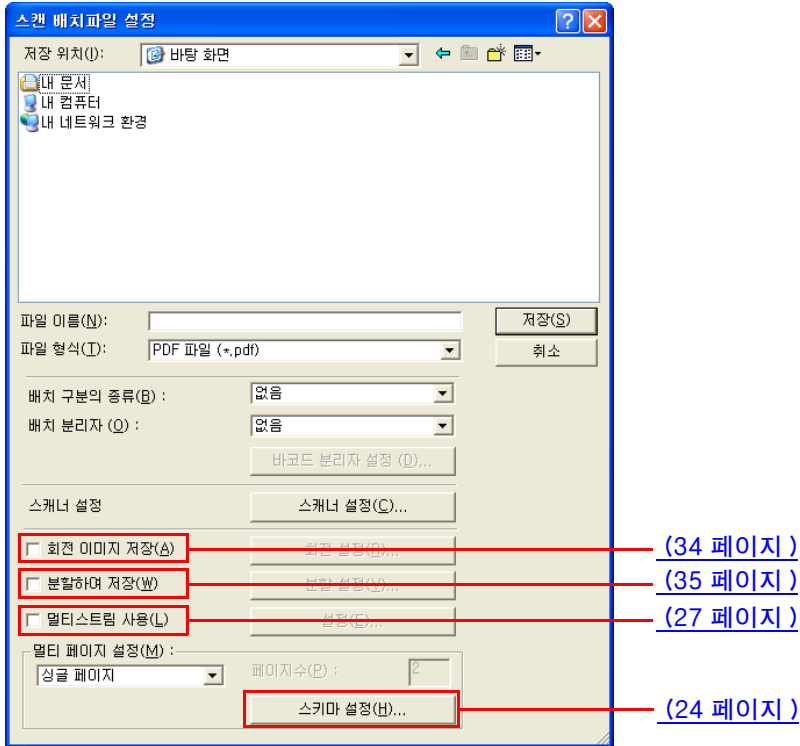 스캔 배치파일 설정
저장 위치(I): 바탕 화면
내 문서
내 컴퓨터
내 네트워크 환경
파일 이름(N): 저장(S)
파일 형식(T): PDF 파일 (*.pdf) 취소
배치 구분의 종류(B) : 없음
배치 분리자 (O) : 없음
바코드 분리자 설정 (D)...
스캐너 설정 스캐너 설정(C)...
회전 이미지 저장(A) 회전 설정(R)... (34 페이지 )
분할하며 저장(W) 분할 설정(V)... (35 페이지 )
멀티스트림 사용(L) 설정(E)... (27 페이지 )
멀티 페이지 설정(M) :
싱글 페이지 페이지수(P) : 2
스키마 설정(H)... (24 페이지 )